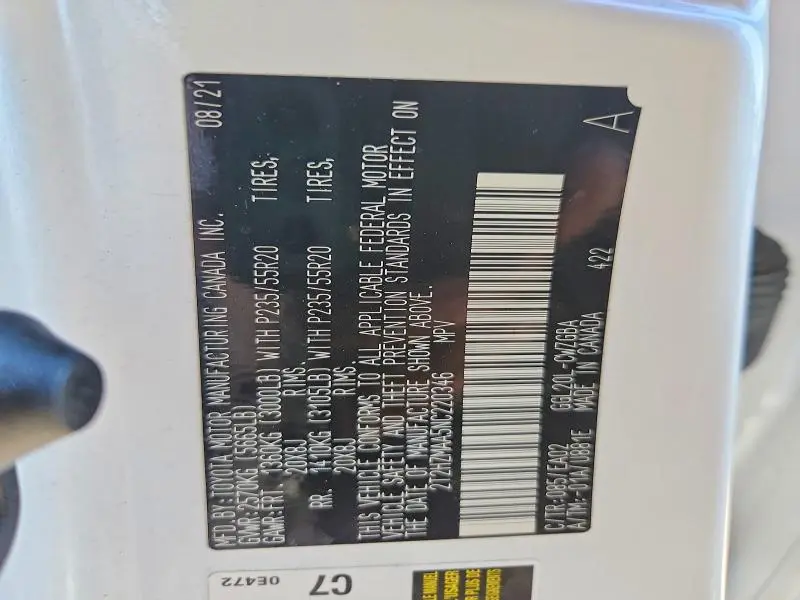 MFD.BY:TOYOTA MOTOR MANUFACTURING CANADA INC. 08/21
GVWR:2570KG (5665LB)
GAWR:FRT 1360KG (3000LB) WITH P235/55R20 TIRES,
20X8J RIMS,
RR. 1410KG (3105LB) WITH P235/55R20 TIRES,
20X8J RIMS.
THIS VEHICLE CONFORMS TO ALL APPLICABLE FEDERAL MOTOR
VEHICLE SAFETY AND THEFT PREVENTION STANDARDS IN EFFECT ON
THE DATE OF MANUFACTURE SHOWN ABOVE.
2T2HZMAA5NC220346 MPV
C/TR:085/EA02 GGL20L-CWZGBA 422 A
A/TM:-01A/U881E MADE IN CANADA
C7
0E472